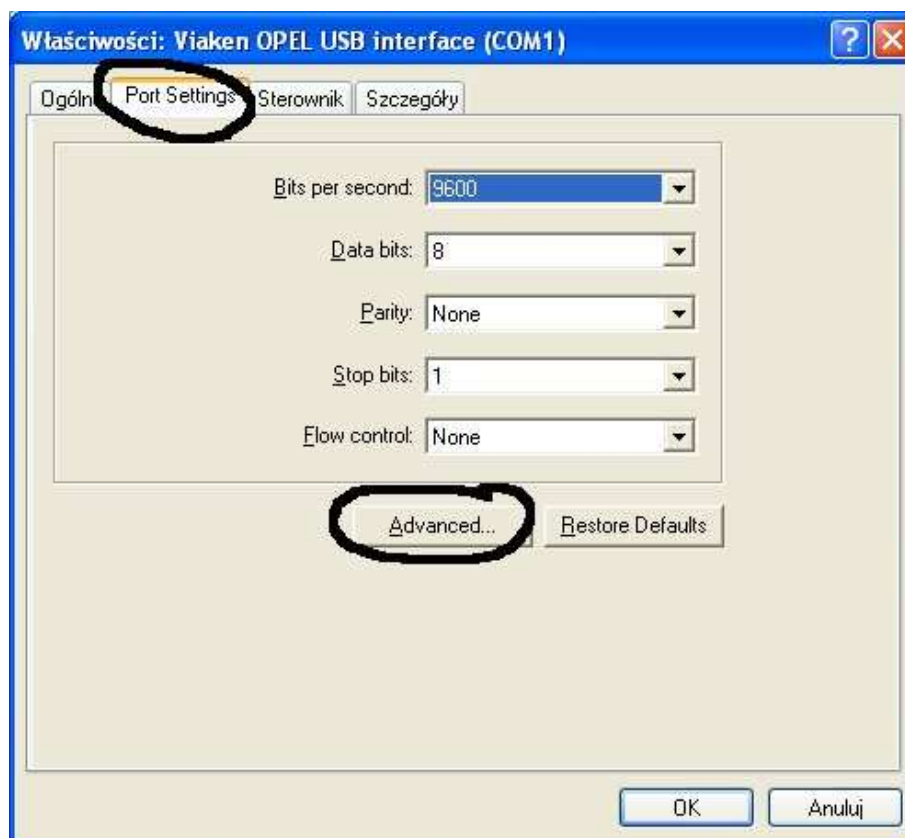 Właściwości: Viaken OPEL USB interface (COM1)
Port Settings Sterownik Szczegóły
Bits per second: 9600
Data bits: 8
Parity: None
Stop bits: 1
Flow control: None
Advanced... Restore Defaults
OK Anuluj